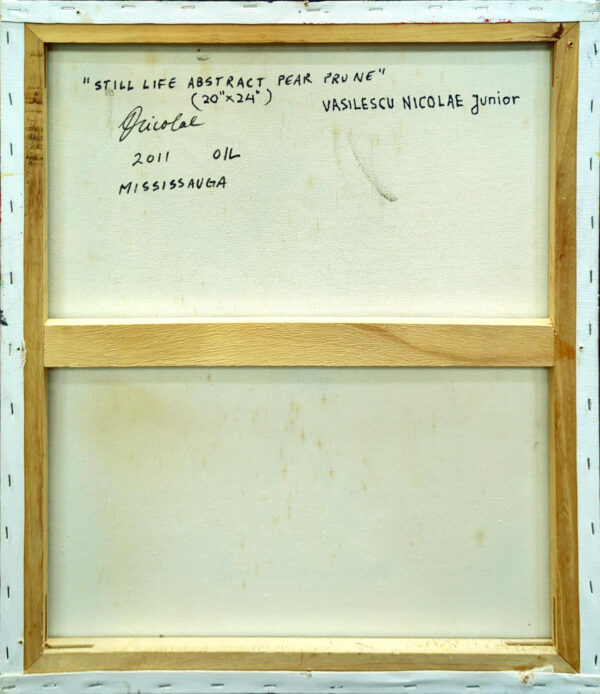 "STILL LIFE ABSTRACT PEAR PRUNE"
(20"x24")
VASILESCU NICOLAE Junior
Nicolae
2011 OIL
MISSISSAUGA